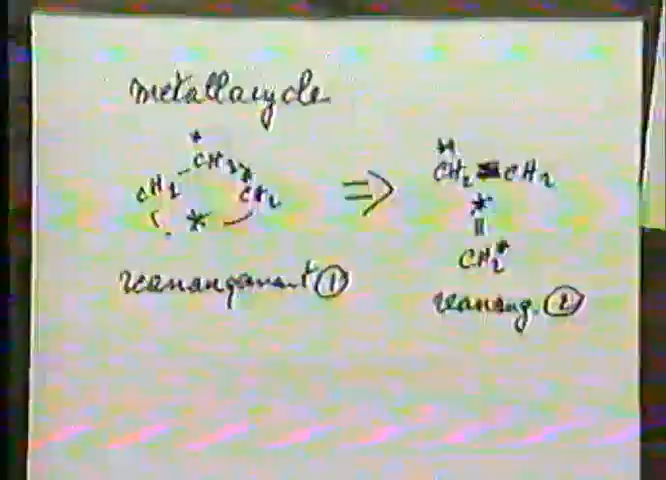 metallacycle
*
CH2 - CH2 * CH2 *
⇒
* CH2 = CH2
*
||
CH2*
rearrangement ①
rearrang. ②